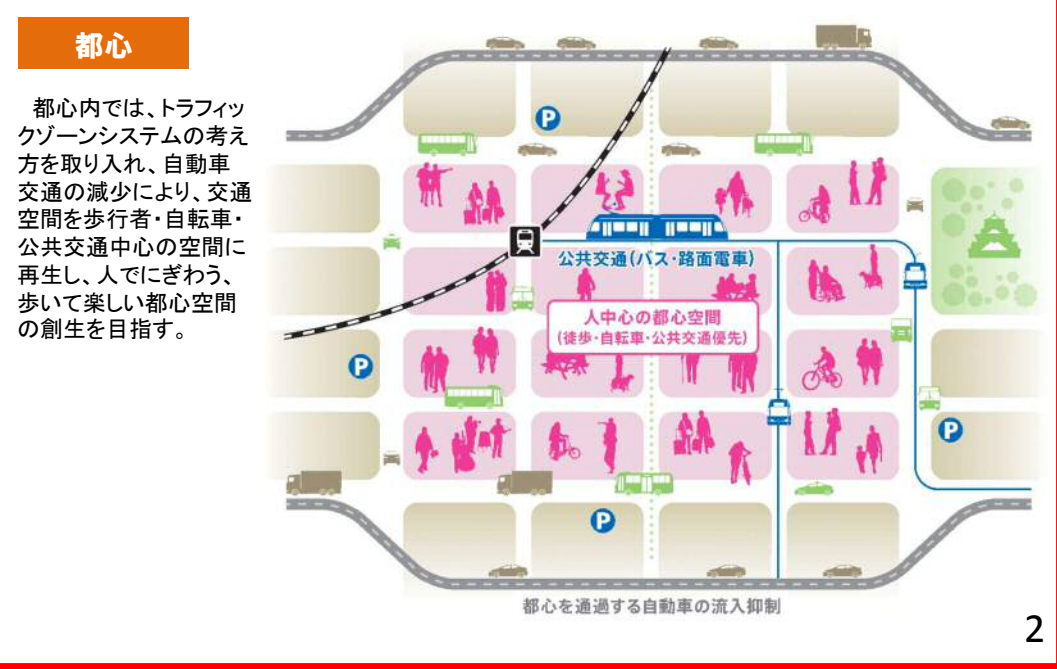 都心
都心内では、トラフィッ
クゾーンシステムの考え
方を取り入れ、自動車
交通の減少により、交通
空間を歩行者・自転車・
公共交通中心の空間に
再生し、人でにぎわう、
歩いて楽しい都心空間
の創生を目指す。
P
公共交通(バス・路面電車)
人中心の都心空間
(徒歩・自転車・公共交通優先)
P
P
P
都心を通過する自動車の流入抑制
2